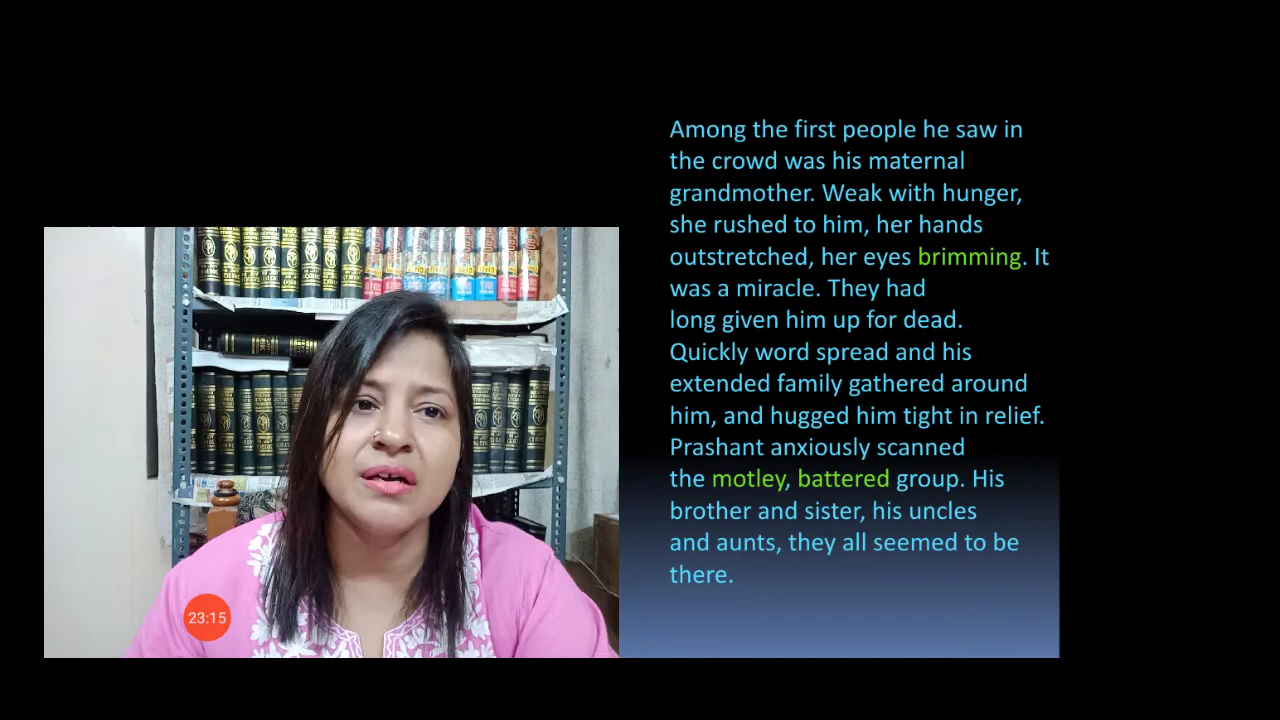 Among the first people he saw in
the crowd was his maternal
grandmother. Weak with hunger,
she rushed to him, her hands
outstretched, her eyes brimming. It
was a miracle. They had
long given him up for dead.
Quickly word spread and his
extended family gathered around
him, and hugged him tight in relief.
Prashant anxiously scanned
the motley, battered group. His
brother and sister, his uncles
and aunts, they all seemed to be
there.
23:15